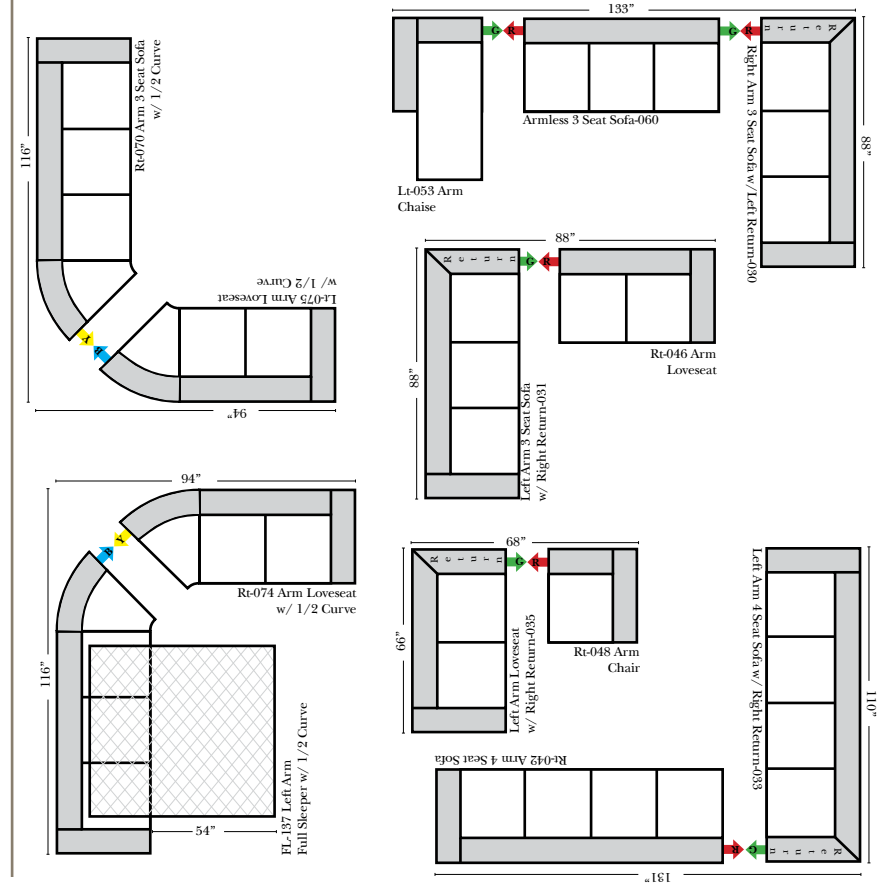 133”
G R
G R
Return
Armless 3 Seat Sofa-060
Lt-053 Arm
Chaise
Right Arm 3 Seat Sofa w/Left Return-030
88”
116”
Rt-070 Arm 3 Seat Sofa
w/ 1/2 Curve
Lt-075 Arm Loveseat
w/ 1/2 Curve
Y
B
94”
88”
Return
G R
88”
Rt-046 Arm
Loveseat
Left Arm 3 Seat Sofa
w/ Right Return-031
94”
B Y
Rt-074 Arm Loveseat
w/ 1/2 Curve
116”
54”
FL-137 Left Arm
Full Sleeper w/ 1/2 Curve
68”
Return
G R
66”
Left Arm Loveseat
w/ Right Return-035
Rt-048 Arm
Chair
Left Arm 4 Seat Sofa w/ Right Return-033
110”
Rt-042 Arm 4 Seat Sofa
R G
Return
131”